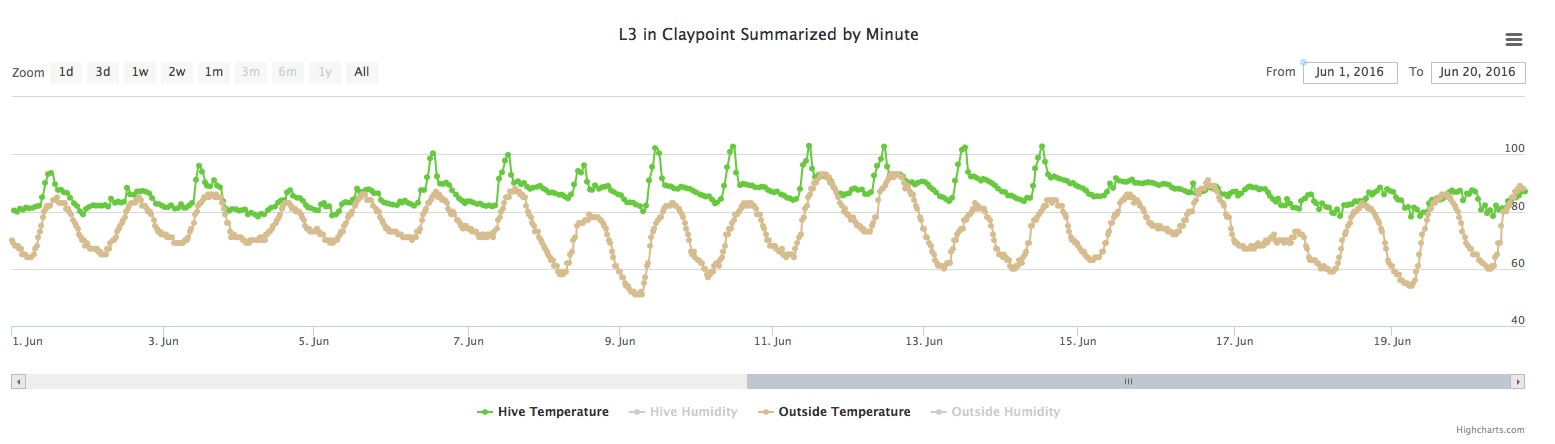 L3 in Claypoint Summarized by Minute
Zoom 1d 3d 1w 2w 1m 3m 6m 1y All From Jun 1, 2016 To Jun 20, 2016
100
80
60
40
1. Jun 3. Jun 5. Jun 7. Jun 9. Jun 11. Jun 13. Jun 15. Jun 17. Jun 19. Jun
Hive Temperature Hive Humidity Outside Temperature Outside Humidity
Highcharts.com